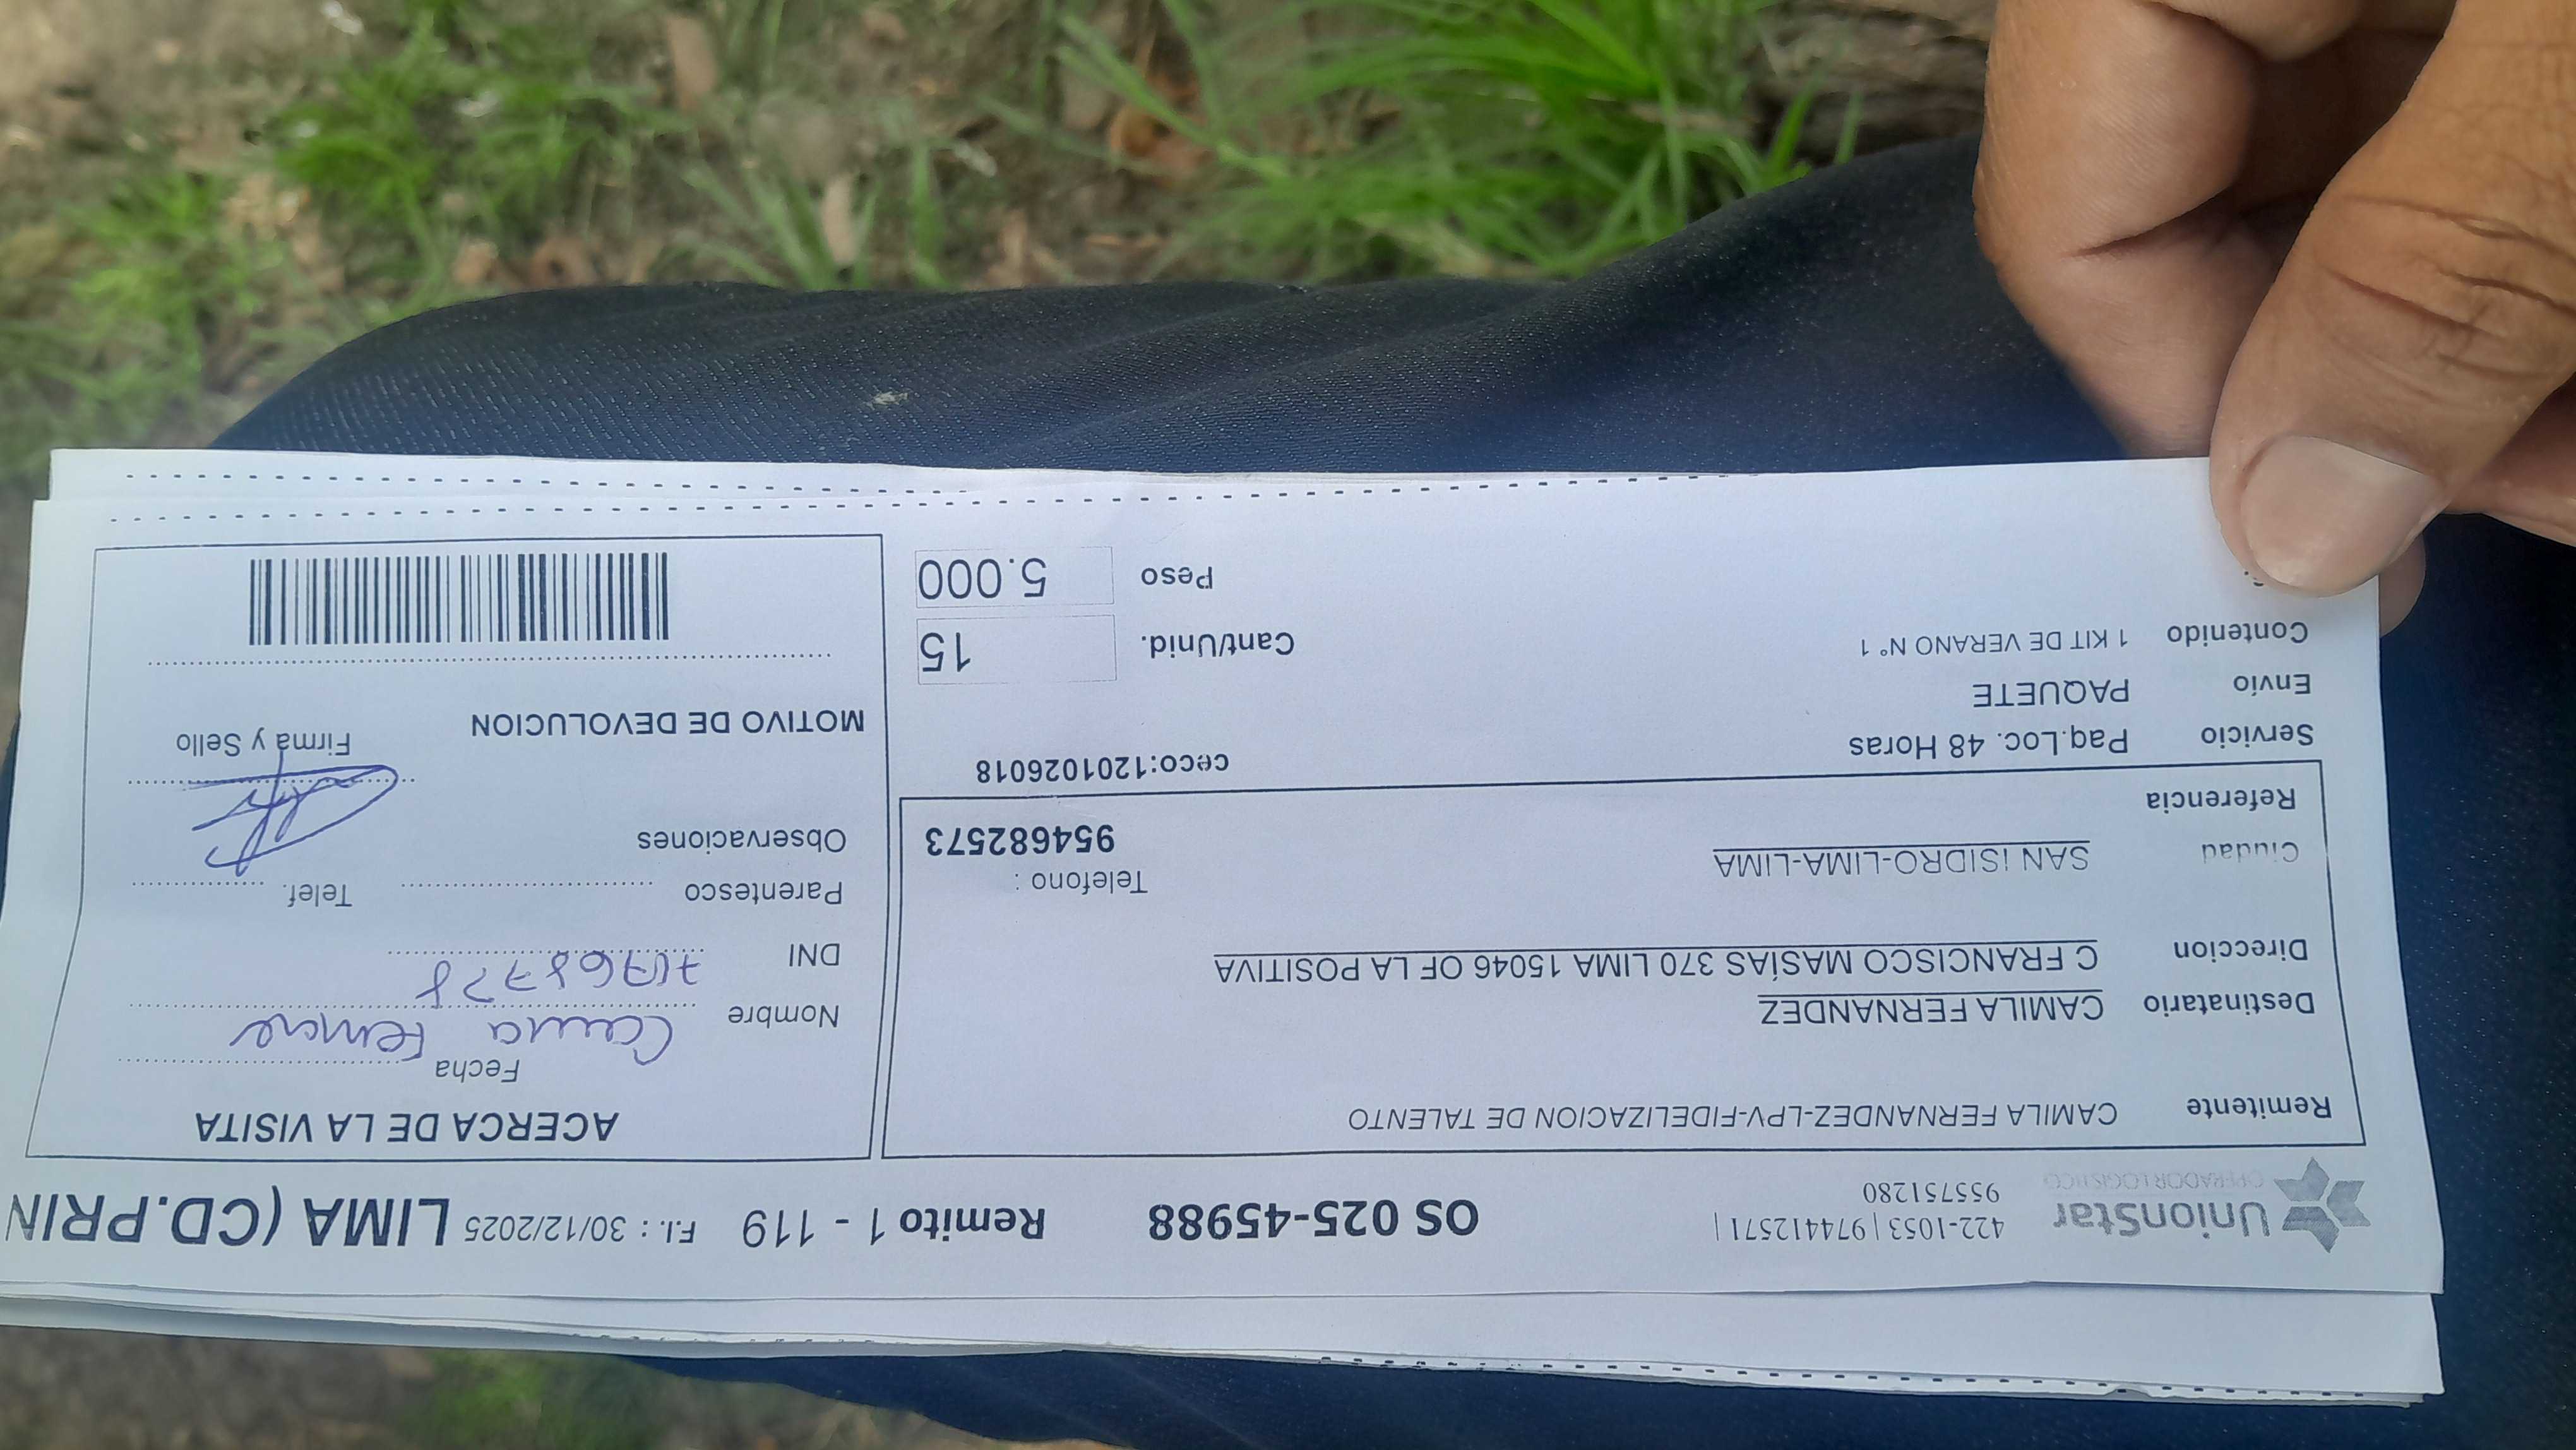 UnionStar
OPERADOR LOGISTICO
422-1053 | 974412571 |
955751280
OS 025-45988
Remito 1 - 119
F.I. : 30/12/2025
LIMA (CD.PRIN
Remitente CAMILA FERNANDEZ-LPV-FIDELIZACION DE TALENTO
Destinatario CAMILA FERNANDEZ
Direccion C FRANCISCO MASÍAS 370 LIMA 15046 OF LA POSITIVA
Ciudad SAN ISIDRO-LIMA-LIMA
Telefono :
954682573
Referencia
Servicio Paq.Loc. 48 Horas
ceco:1201026018
Envío PAQUETE
Contenido 1 KIT DE VERANO N° 1
Cant/Unid. 15
Peso 5.000
ACERCA DE LA VISITA
Fecha
Nombre
DNI
Parentesco Telef.
Observaciones
Firma y Sello
MOTIVO DE DEVOLUCION